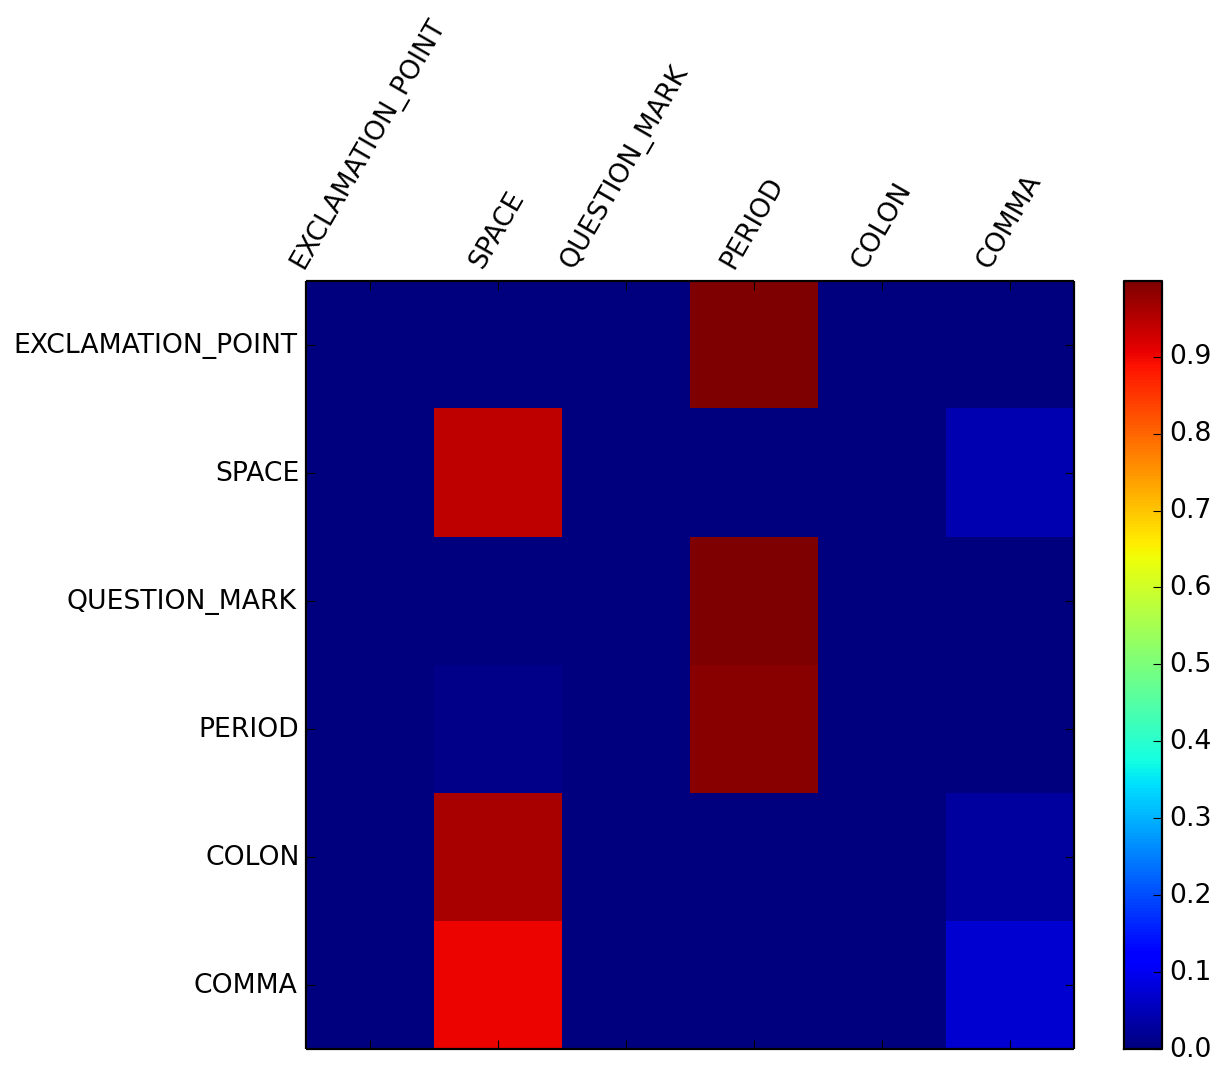 EXCLAMATION_POINT
SPACE
QUESTION_MARK
PERIOD
COLON
COMMA
EXCLAMATION_POINT
SPACE
QUESTION_MARK
PERIOD
COLON
COMMA
0.9
0.8
0.7
0.6
0.5
0.4
0.3
0.2
0.1
0.0